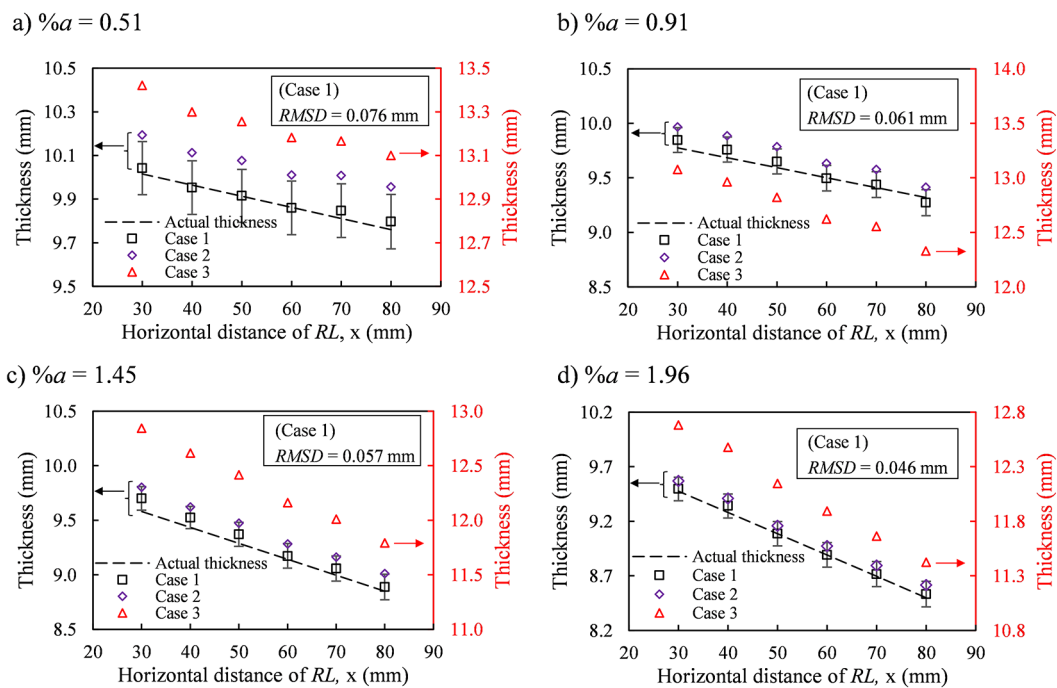 a) %a = 0.51
10.5
10.3
10.1
9.9
9.7
9.5
Thickness (mm)
13.5
13.3
13.1
12.9
12.7
12.5
Thickness (mm)
(Case 1)
RMSD = 0.076 mm
Actual thickness
Case 1
Case 2
Case 3
20 30 40 50 60 70 80 90
Horizontal distance of RL, x (mm)
b) %a = 0.91
10.5
10.0
9.5
9.0
8.5
Thickness (mm)
14.0
13.6
13.2
12.8
12.4
12.0
Thickness (mm)
(Case 1)
RMSD = 0.061 mm
Actual thickness
Case 1
Case 2
Case 3
20 30 40 50 60 70 80 90
Horizontal distance of RL, x (mm)
c) %a = 1.45
10.5
10.0
9.5
9.0
8.5
Thickness (mm)
13.0
12.5
12.0
11.5
11.0
Thickness (mm)
(Case 1)
RMSD = 0.057 mm
Actual thickness
Case 1
Case 2
Case 3
20 30 40 50 60 70 80 90
Horizontal distance of RL, x (mm)
d) %a = 1.96
10.2
9.7
9.2
8.7
8.2
Thickness (mm)
12.8
12.3
11.8
11.3
10.8
Thickness (mm)
(Case 1)
RMSD = 0.046 mm
Actual thickness
Case 1
Case 2
Case 3
20 30 40 50 60 70 80 90
Horizontal distance of RL, x (mm)